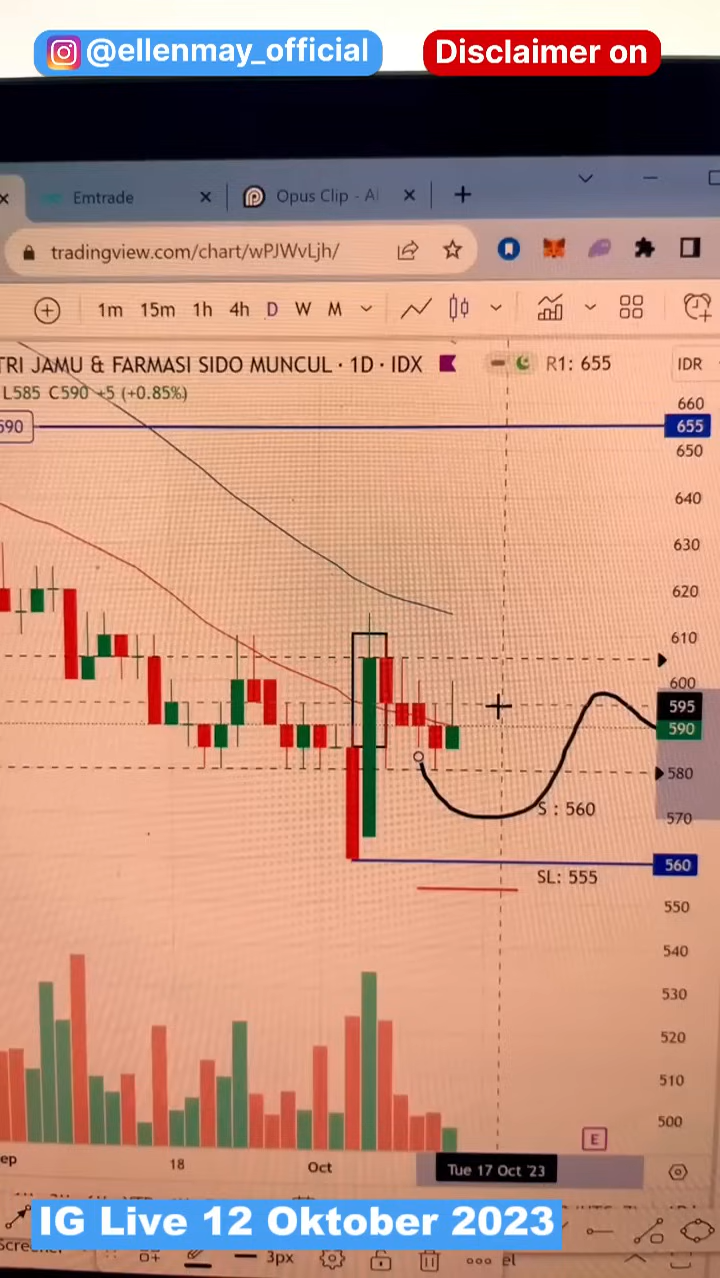 @ellenmay_official
Disclaimer on
Emtrade
Opus Clip - AI
tradingview.com/chart/wPJWvLjh/
1m 15m 1h 4h D W M
TRI JAMU & FARMASI SIDO MUNCUL · 1D · IDX
R1: 655
IDR
L585 C590 +5 (+0.85%)
590
660
655
650
640
630
620
610
600
595
590
580
570
S : 560
560
SL: 555
550
540
530
520
510
500
E
ep
18
Oct
Tue 17 Oct '23
IG Live 12 Oktober 2023
3px
el